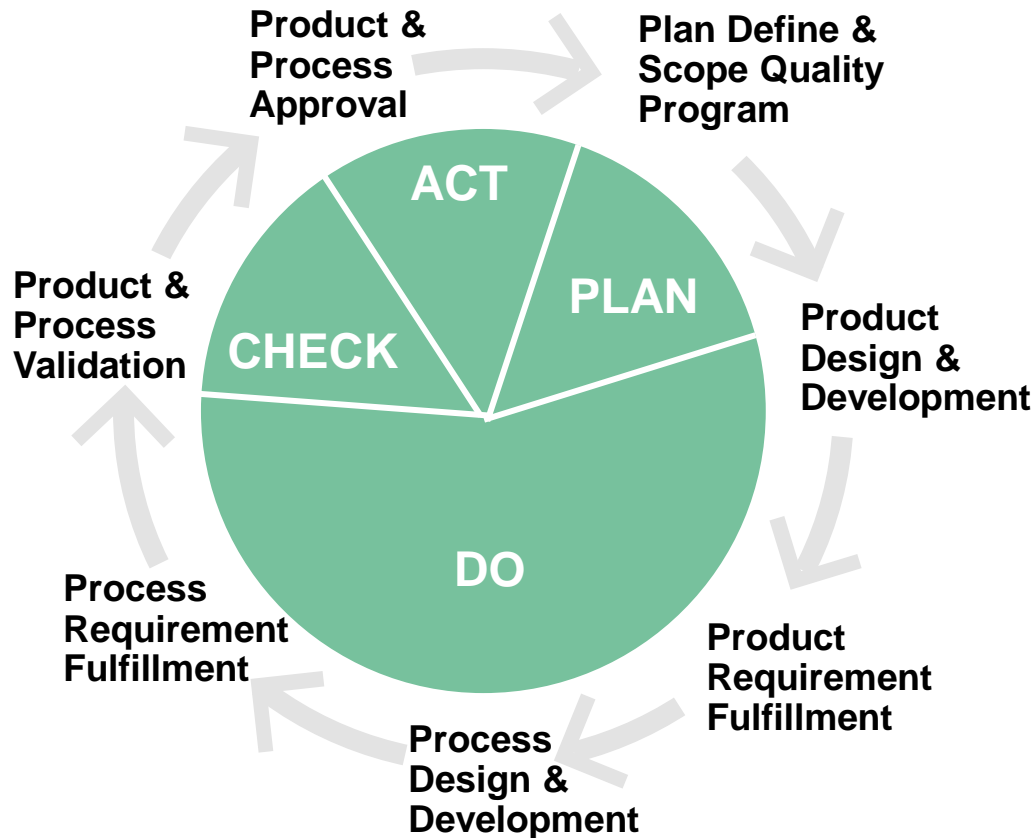 Product &
Process
Approval
Plan Define &
Scope Quality
Program
ACT
PLAN
CHECK
DO
Product &
Process
Validation
Product
Design &
Development
Process
Requirement
Fulfillment
Product
Requirement
Fulfillment
Process
Design &
Development